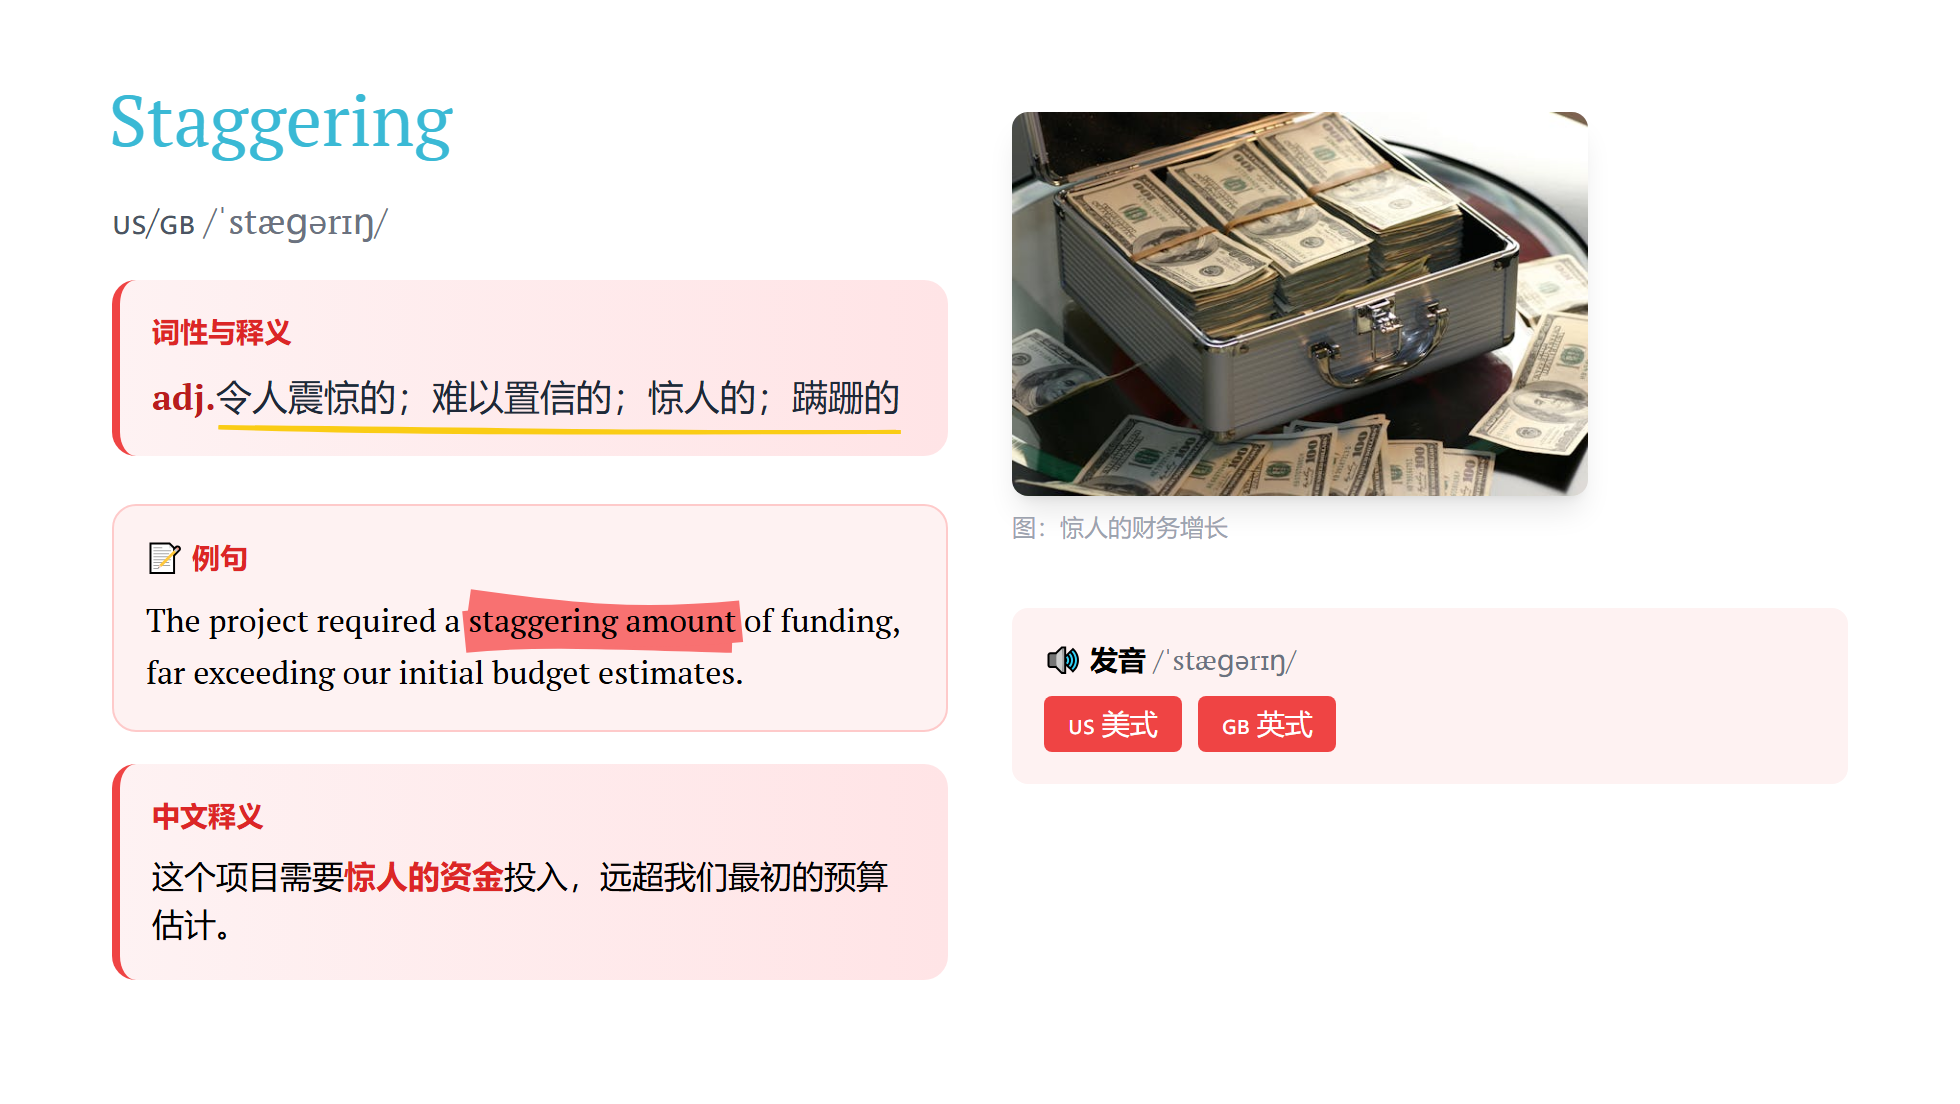 Staggering
US/GB /ˈstæɡərɪŋ/
词性与释义
adj.令人震惊的；难以置信的；惊人的；蹒跚的
📝 例句
The project required a staggering amount of funding,
far exceeding our initial budget estimates.
中文释义
这个项目需要惊人的资金投入，远超我们最初的预算
估计。
图：惊人的财务增长
🔊 发音 /ˈstæɡərɪŋ/
US 美式
GB 英式